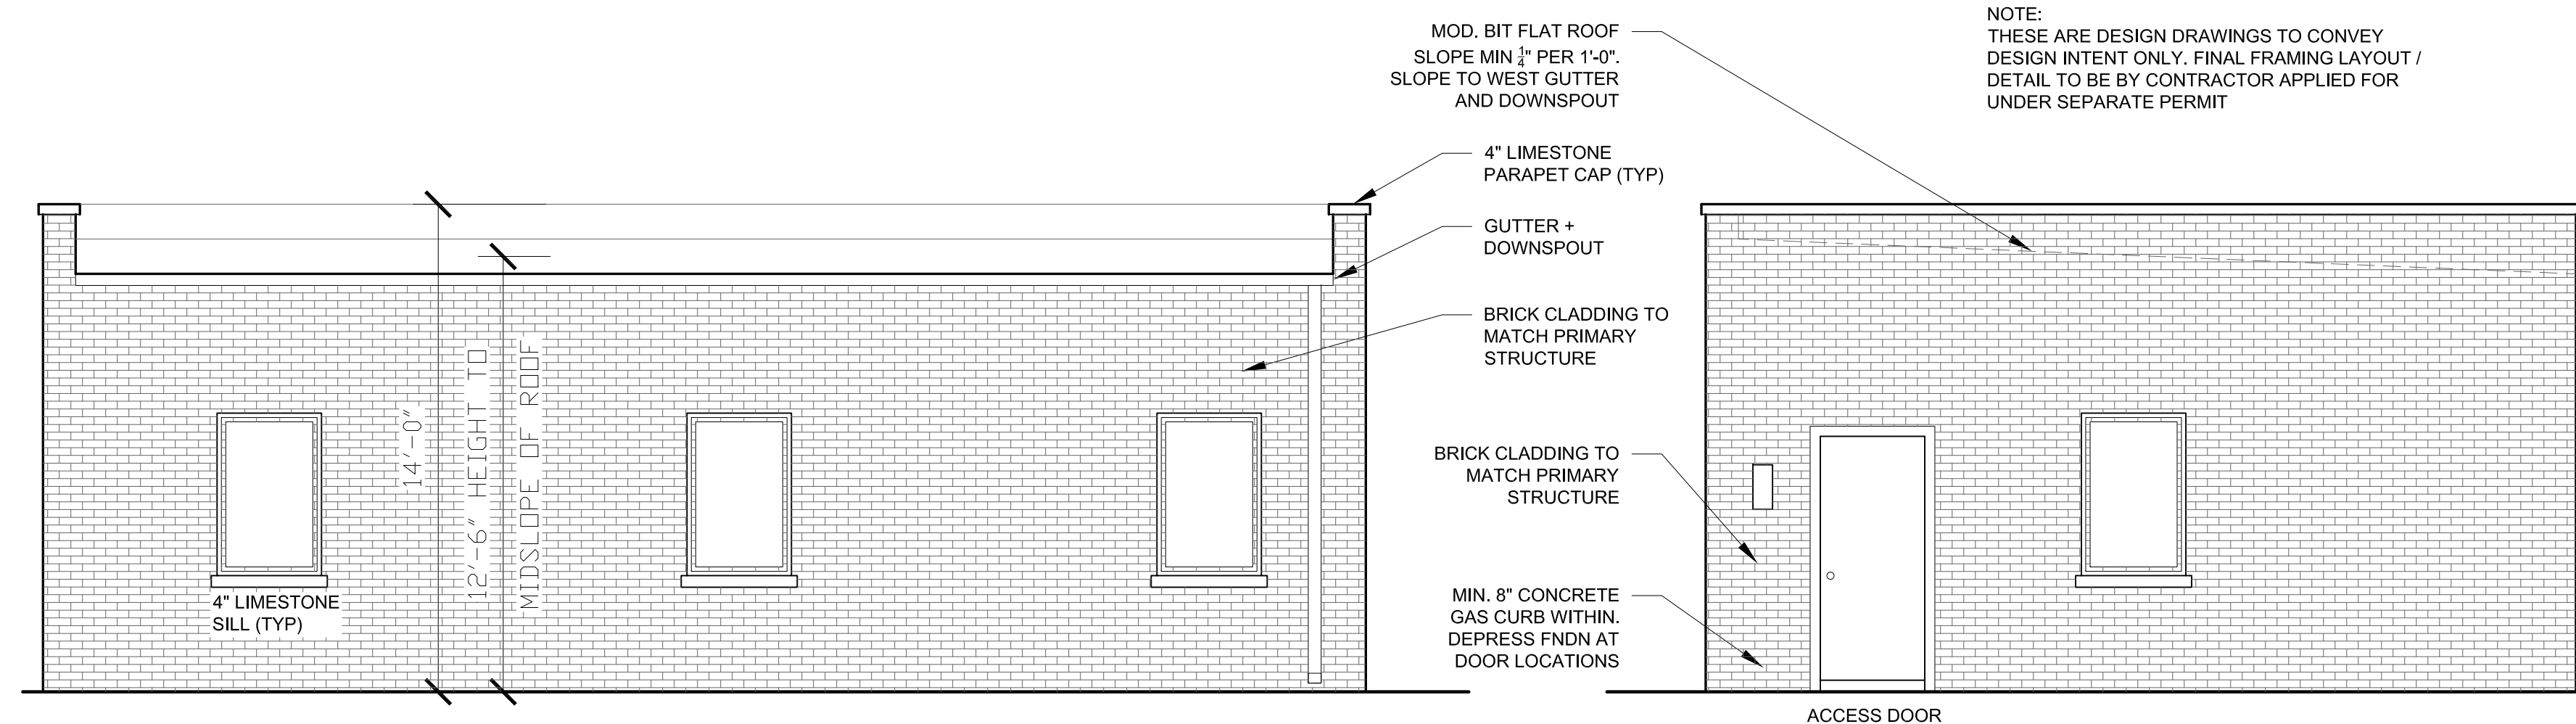 MOD. BIT FLAT ROOF
SLOPE MIN 1/4" PER 1'-0".
SLOPE TO WEST GUTTER
AND DOWNSPOUT
NOTE:
THESE ARE DESIGN DRAWINGS TO CONVEY
DESIGN INTENT ONLY. FINAL FRAMING LAYOUT /
DETAIL TO BE BY CONTRACTOR APPLIED FOR
UNDER SEPARATE PERMIT
4" LIMESTONE
PARAPET CAP (TYP)
GUTTER +
DOWNSPOUT
BRICK CLADDING TO
MATCH PRIMARY
STRUCTURE
14'-0"
12'-6" HEIGHT TO
MIDSLOPE OF ROOF
4" LIMESTONE
SILL (TYP)
BRICK CLADDING TO
MATCH PRIMARY
STRUCTURE
MIN. 8" CONCRETE
GAS CURB WITHIN.
DEPRESS FNDN AT
DOOR LOCATIONS
ACCESS DOOR